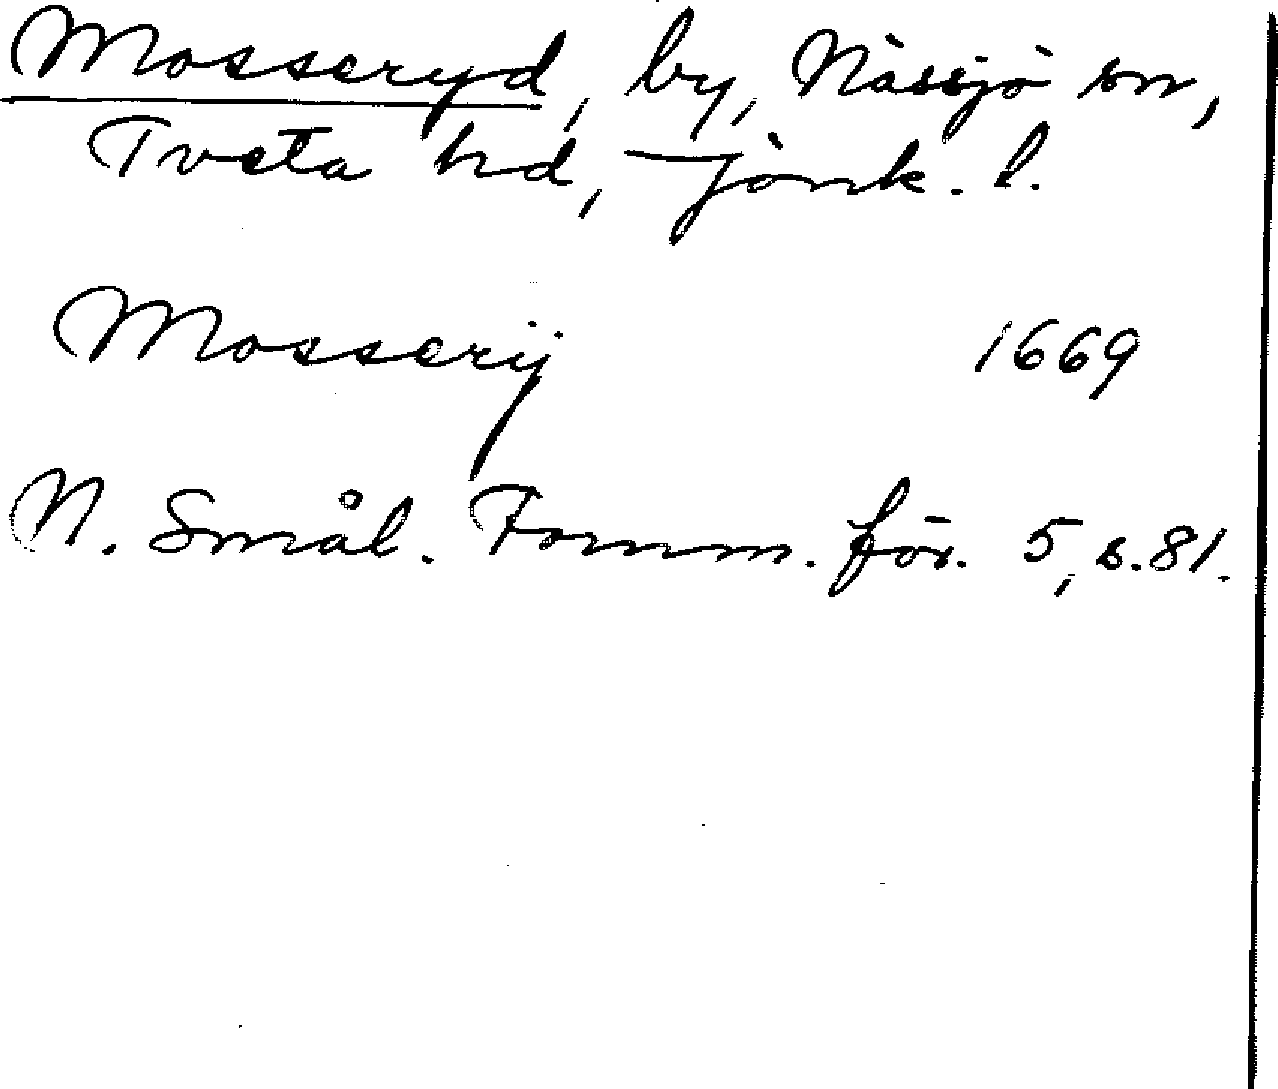 Mosseryd, by, Nässjö sn,
Tveta hd, Jönk. l.
Mosserij 1669
N. Smål. Fornm. för. 5, s. 81.